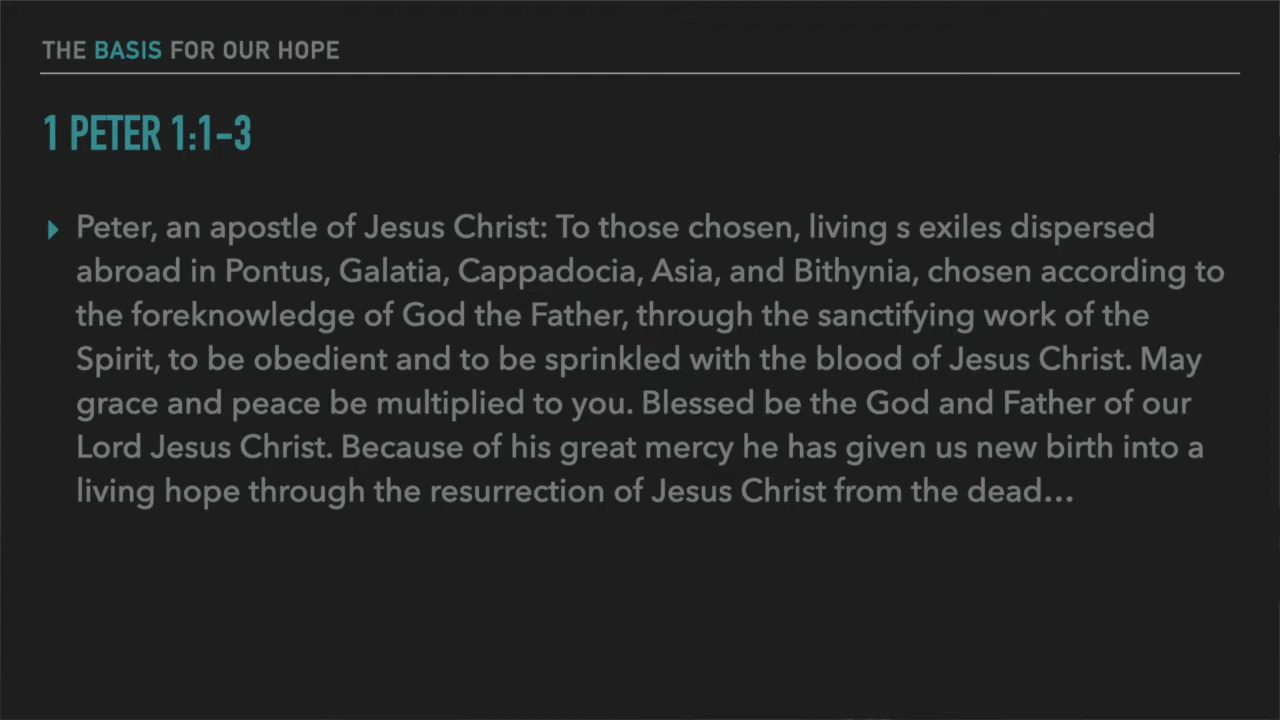 THE BASIS FOR OUR HOPE
1 PETER 1:1-3
Peter, an apostle of Jesus Christ: To those chosen, living s exiles dispersed
abroad in Pontus, Galatia, Cappadocia, Asia, and Bithynia, chosen according to
the foreknowledge of God the Father, through the sanctifying work of the
Spirit, to be obedient and to be sprinkled with the blood of Jesus Christ. May
grace and peace be multiplied to you. Blessed be the God and Father of our
Lord Jesus Christ. Because of his great mercy he has given us new birth into a
living hope through the resurrection of Jesus Christ from the dead…